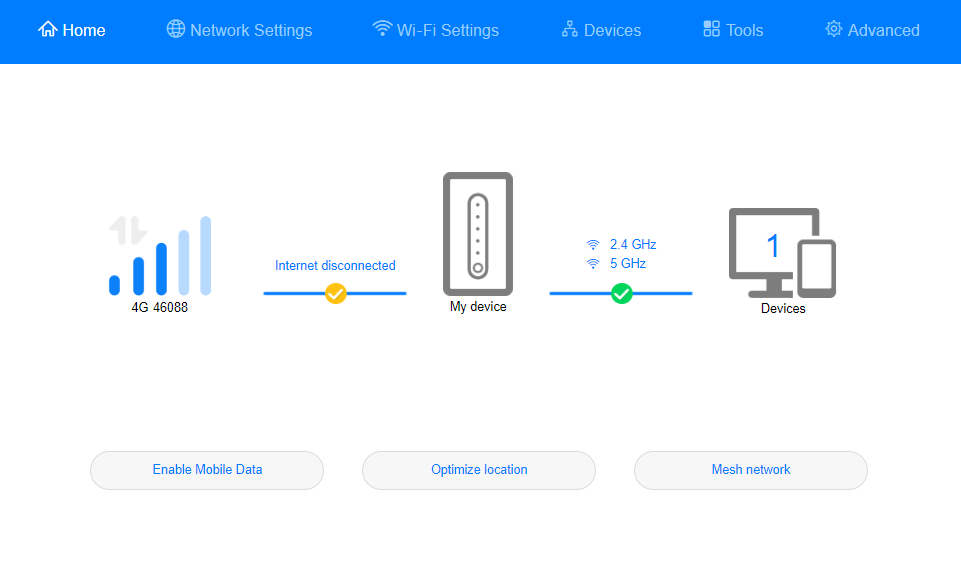 Home Network Settings Wi-Fi Settings Devices Tools Advanced
2.4 GHz
5 GHz
1
Internet disconnected
4G 46088
My device
Devices
Enable Mobile Data Optimize location Mesh network